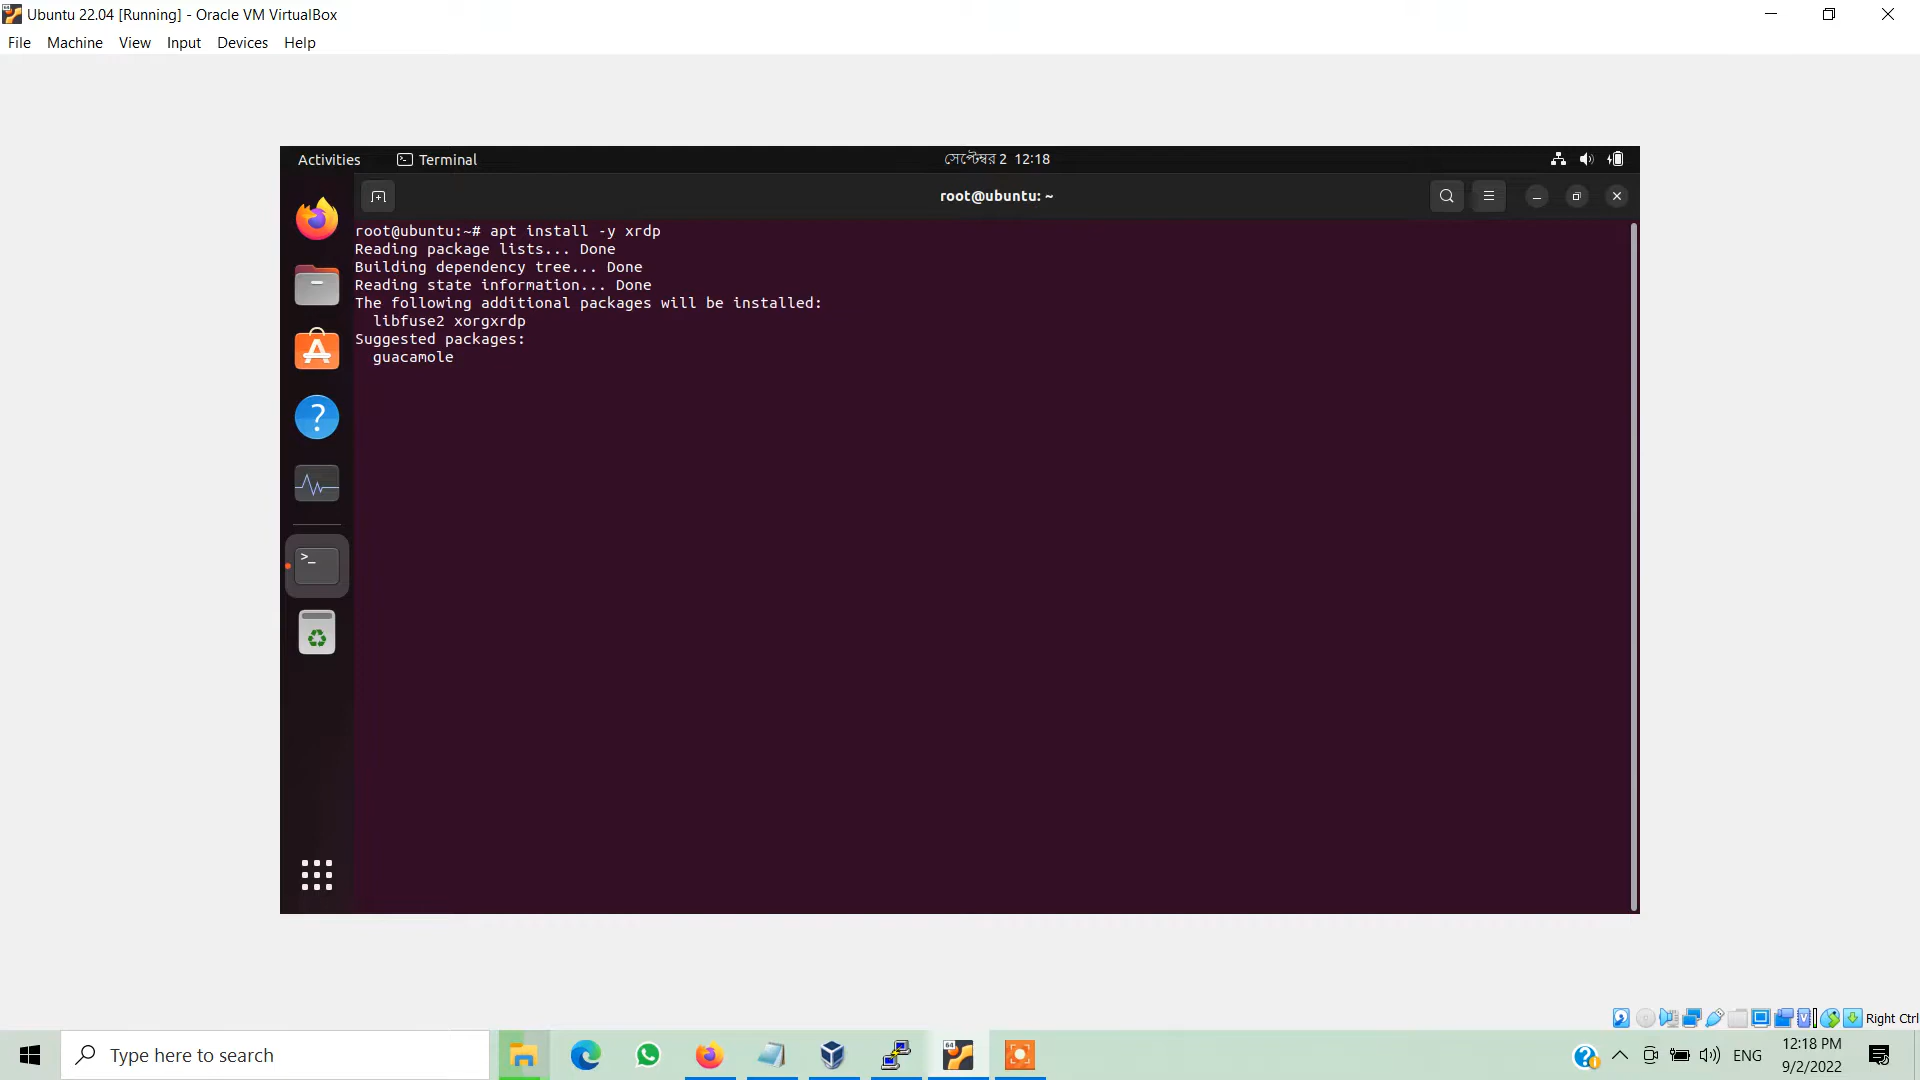 Ubuntu 22.04 [Running] - Oracle VM VirtualBox
File Machine View Input Devices Help
Activities Terminal সেপ্টেম্বর 2 12:18
root@ubuntu: ~
root@ubuntu:~# apt install -y xrdp
Reading package lists... Done
Building dependency tree... Done
Reading state information... Done
The following additional packages will be installed:
libfuse2 xorgxrdp
Suggested packages:
guacamole
Right Ctrl
Type here to search
ENG
12:18 PM
9/2/2022